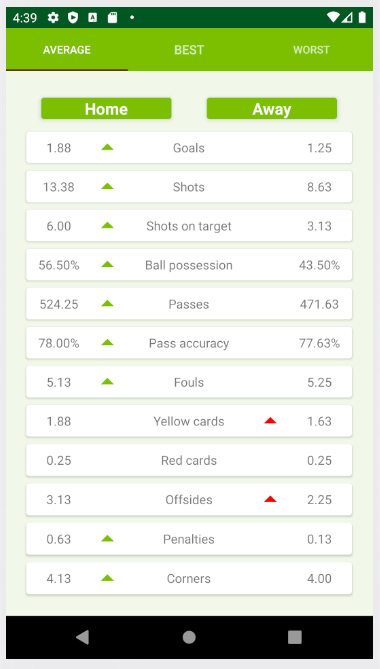 4:39
AVERAGE BEST WORST
Home Away
1.88 Goals 1.25
13.38 Shots 8.63
6.00 Shots on target 3.13
56.50% Ball possession 43.50%
524.25 Passes 471.63
78.00% Pass accuracy 77.63%
5.13 Fouls 5.25
1.88 Yellow cards 1.63
0.25 Red cards 0.25
3.13 Offsides 2.25
0.63 Penalties 0.13
4.13 Corners 4.00